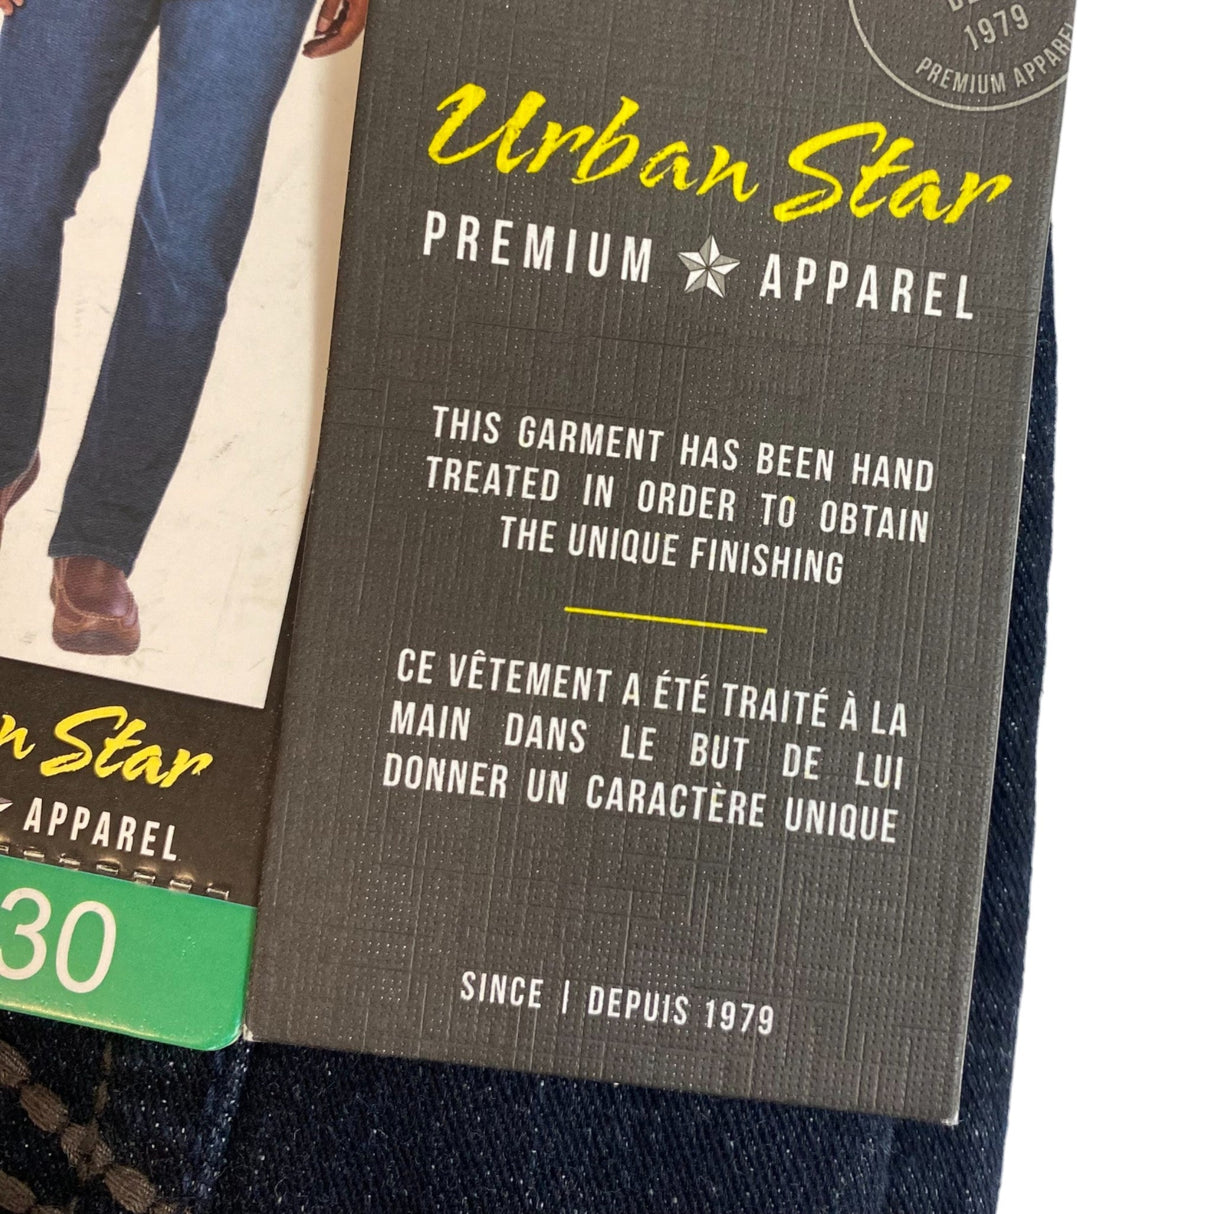 1979
PREMIUM APPAREL
Urban Star
PREMIUM APPAREL
THIS GARMENT HAS BEEN HAND
TREATED IN ORDER TO OBTAIN
THE UNIQUE FINISHING
CE VÊTEMENT A ÉTÉ TRAITÉ À LA
MAIN DANS LE BUT DE LUI
DONNER UN CARACTÈRE UNIQUE
SINCE | DEPUIS 1979
Star
APPAREL
30